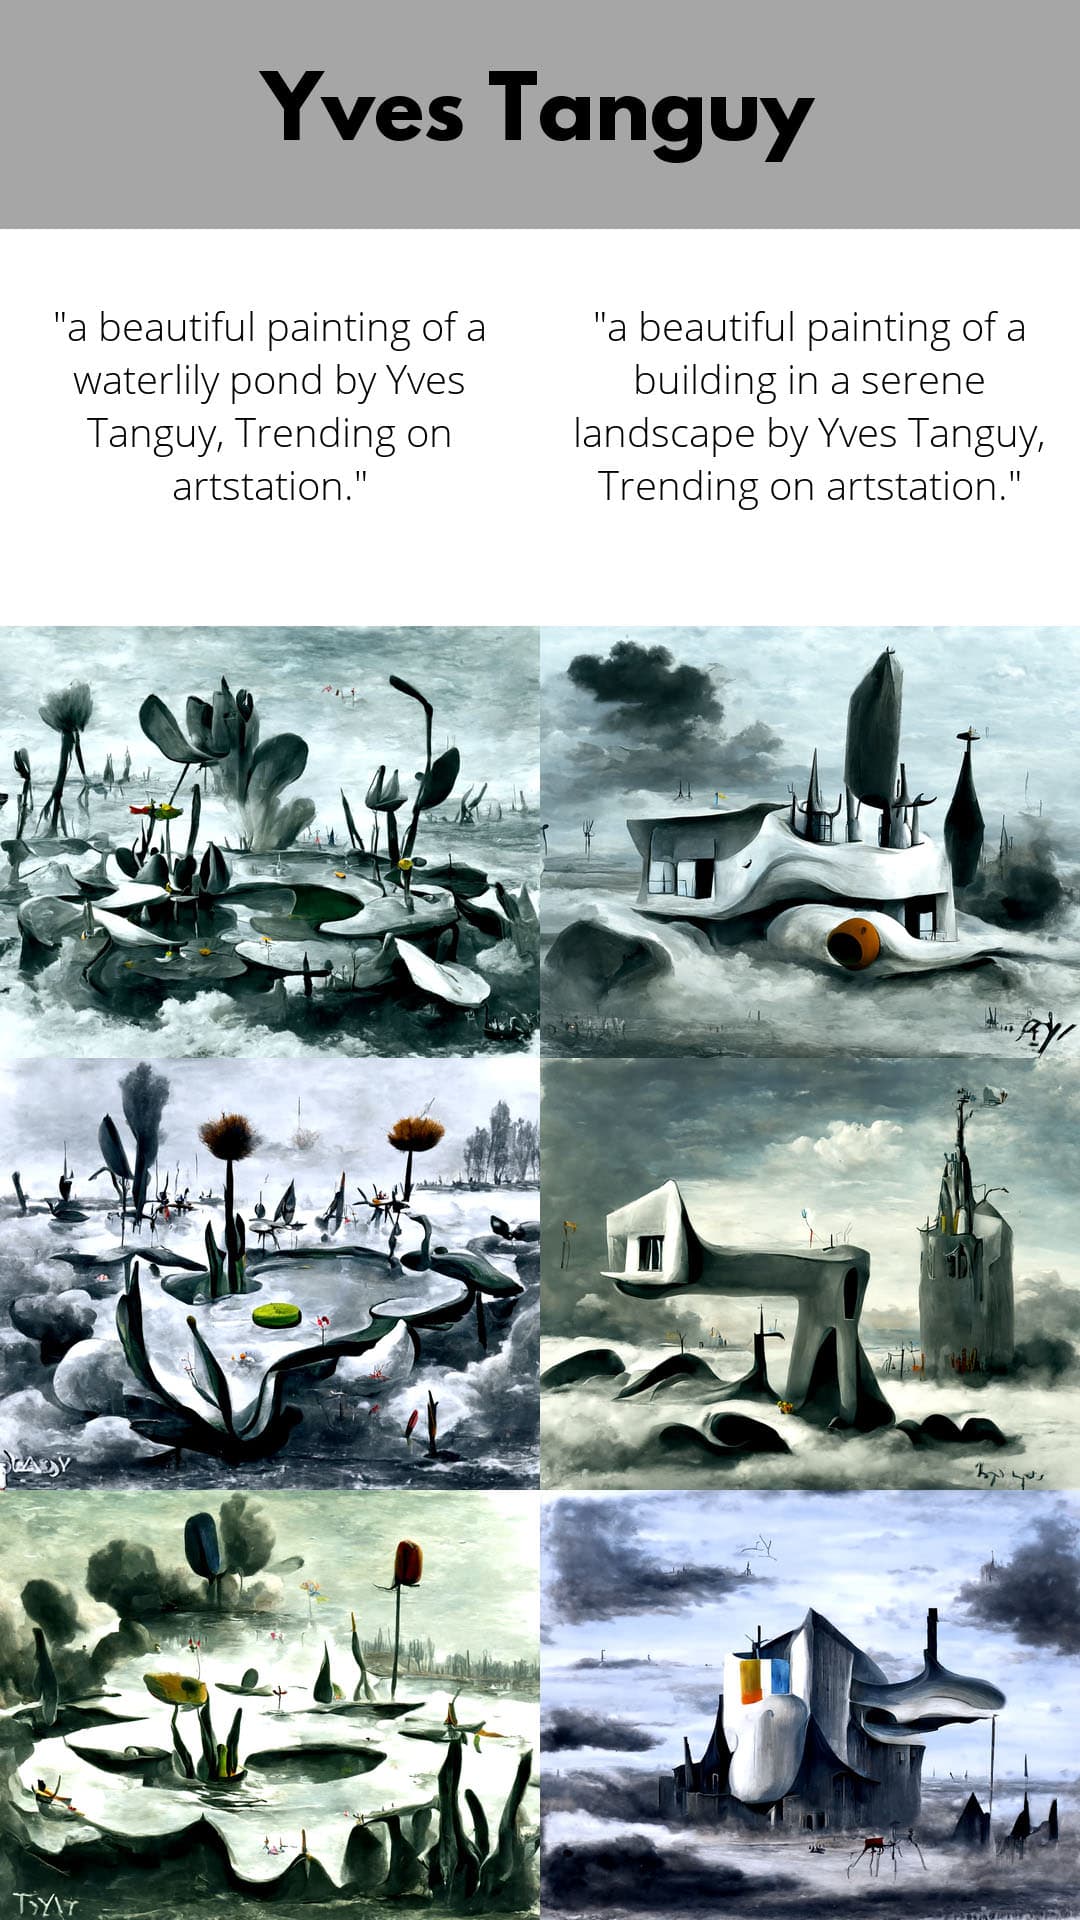 Yves Tanguy
"a beautiful painting of a
waterlily pond by Yves
Tanguy, Trending on
artstation."
"a beautiful painting of a
building in a serene
landscape by Yves Tanguy,
Trending on artstation."